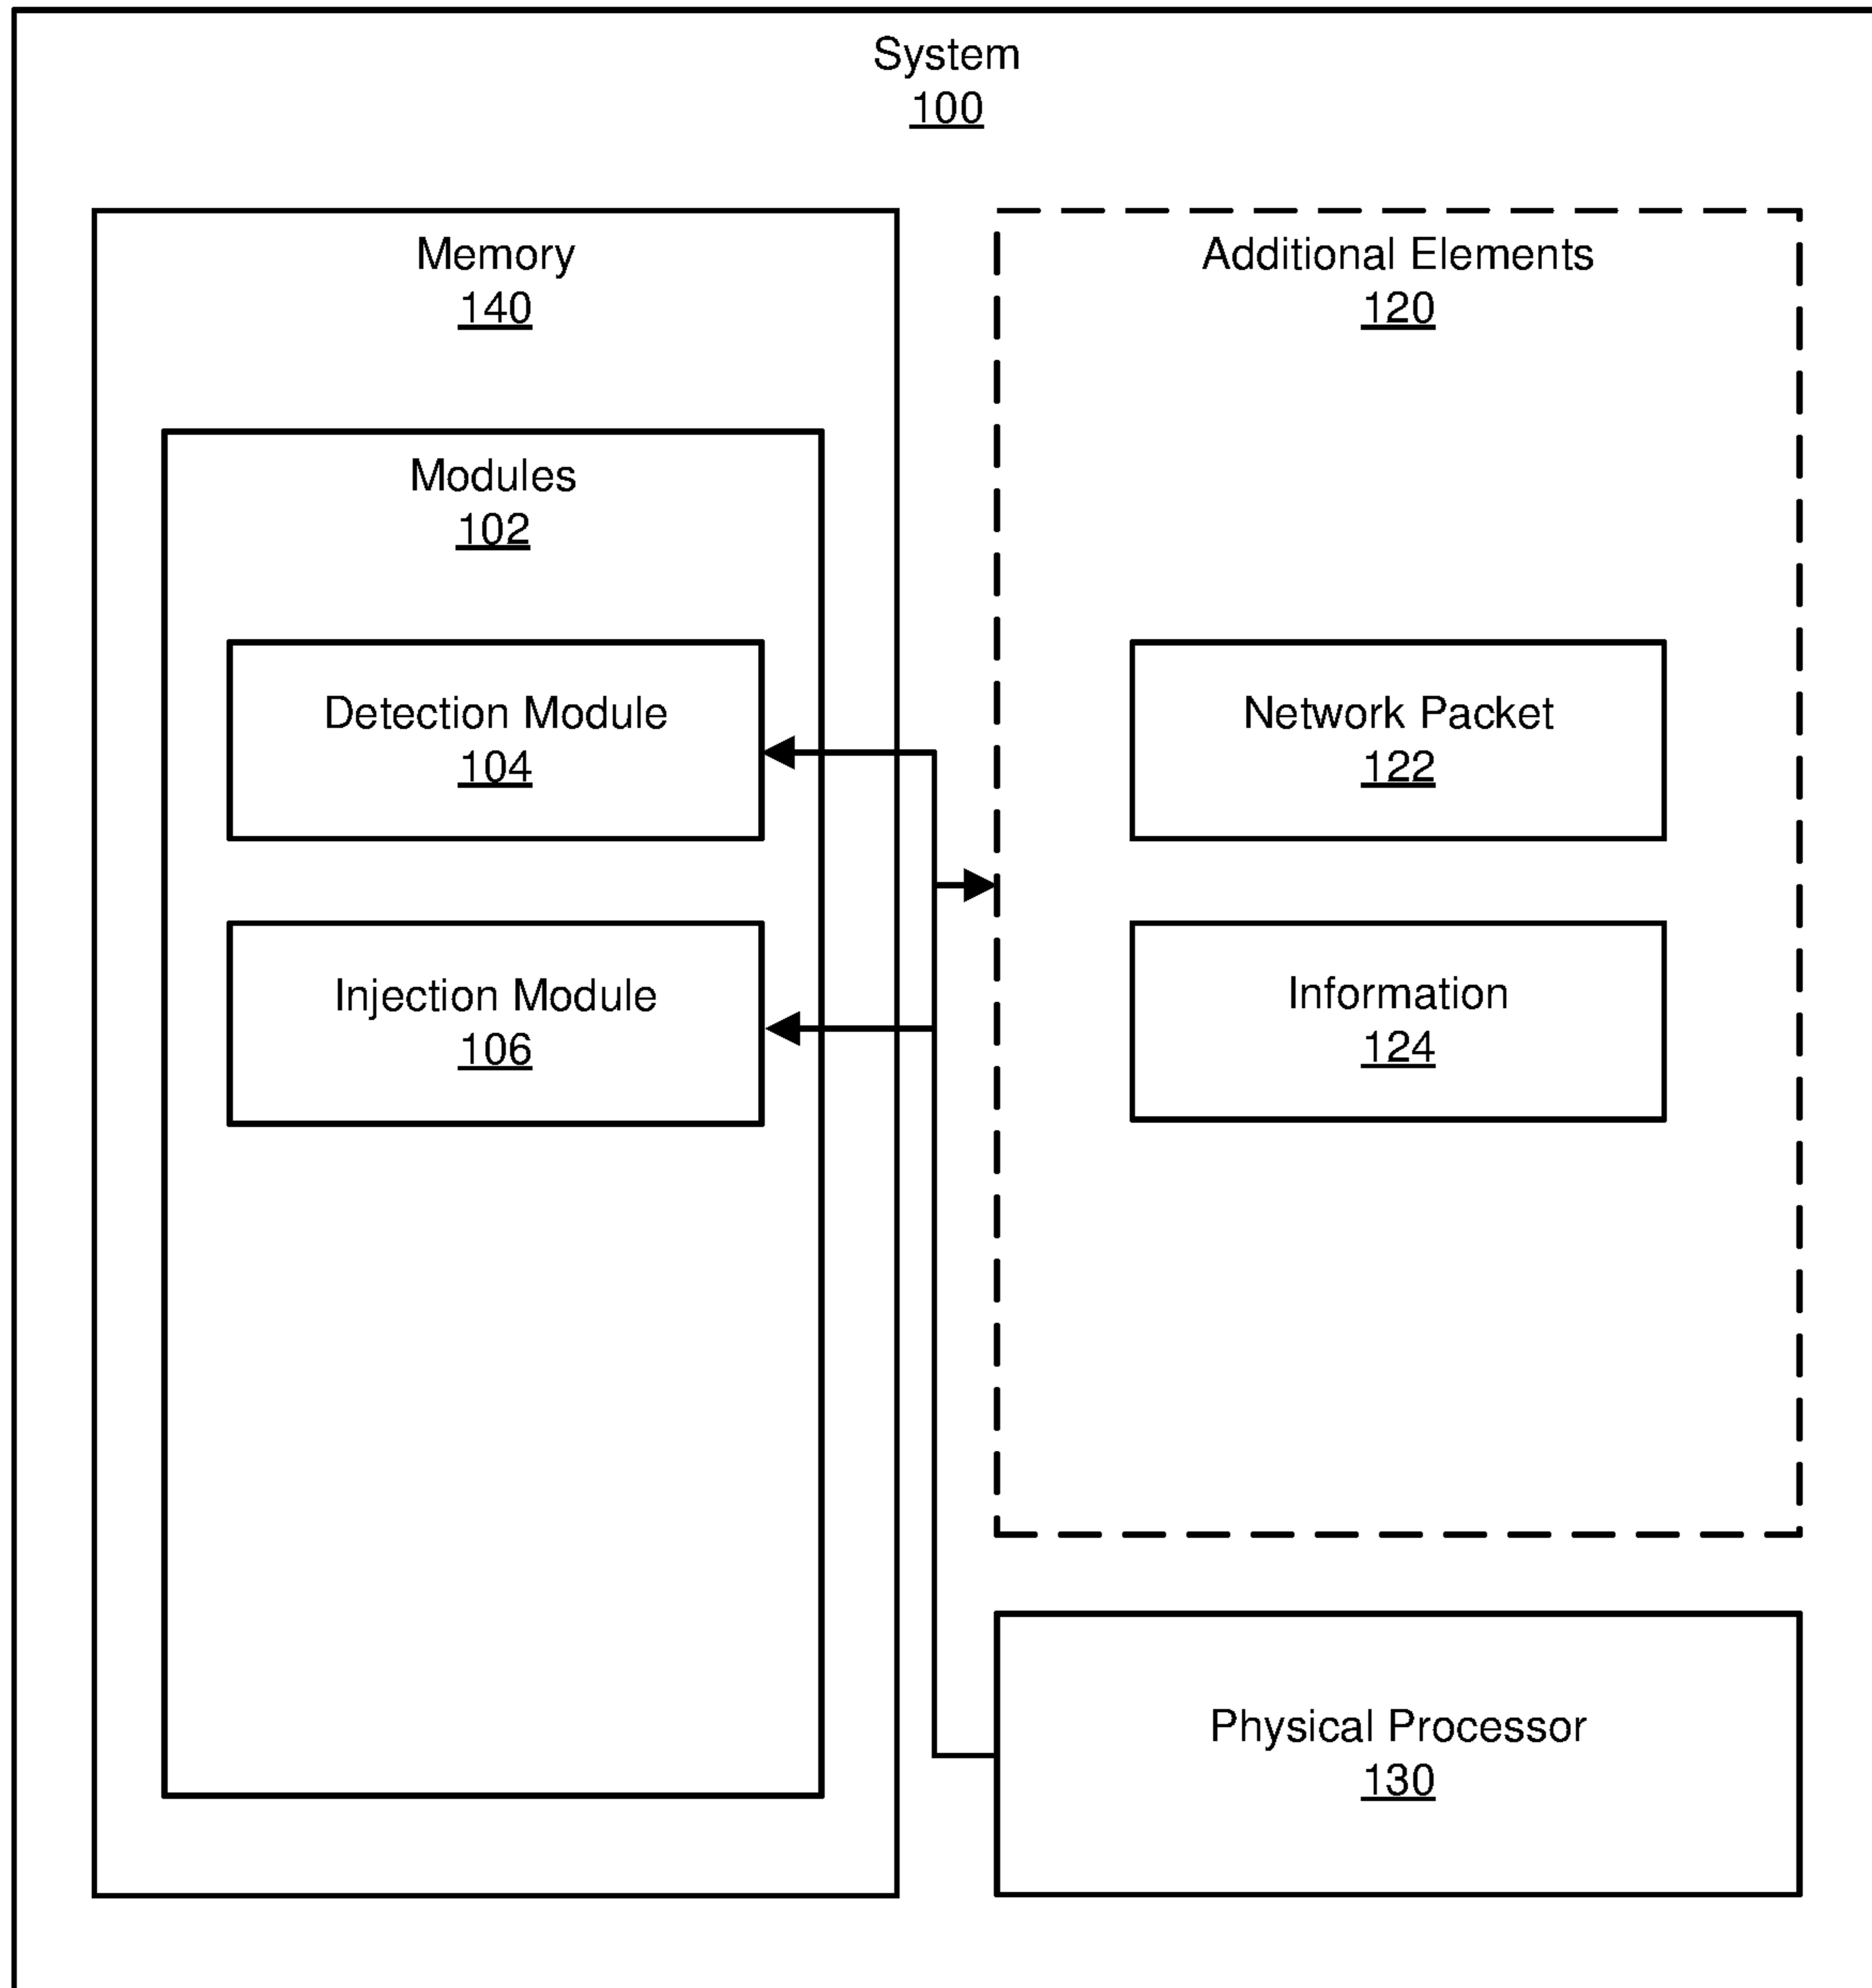 System
100
Memory
140
Modules
102
Detection Module
104
Injection Module
106
Additional Elements
120
Network Packet
122
Information
124
Physical Processor
130